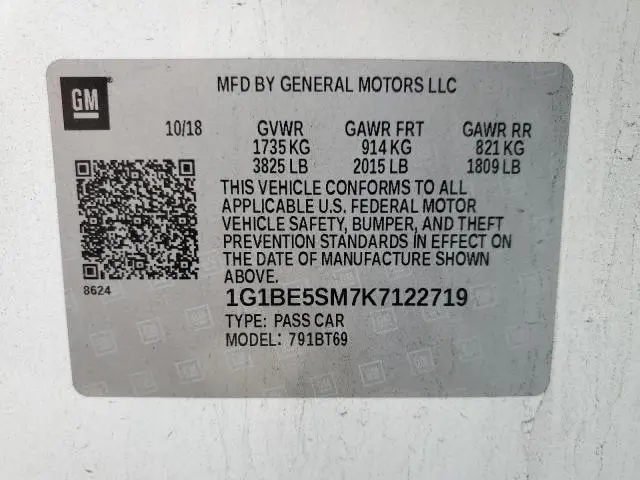 GM
MFD BY GENERAL MOTORS LLC
10/18 GVWR GAWR FRT GAWR RR
1735 KG 914 KG 821 KG
3825 LB 2015 LB 1809 LB
THIS VEHICLE CONFORMS TO ALL
APPLICABLE U.S. FEDERAL MOTOR
VEHICLE SAFETY, BUMPER, AND THEFT
PREVENTION STANDARDS IN EFFECT ON
THE DATE OF MANUFACTURE SHOWN
ABOVE.
8624
1G1BE5SM7K7122719
TYPE: PASS CAR
MODEL: 791BT69